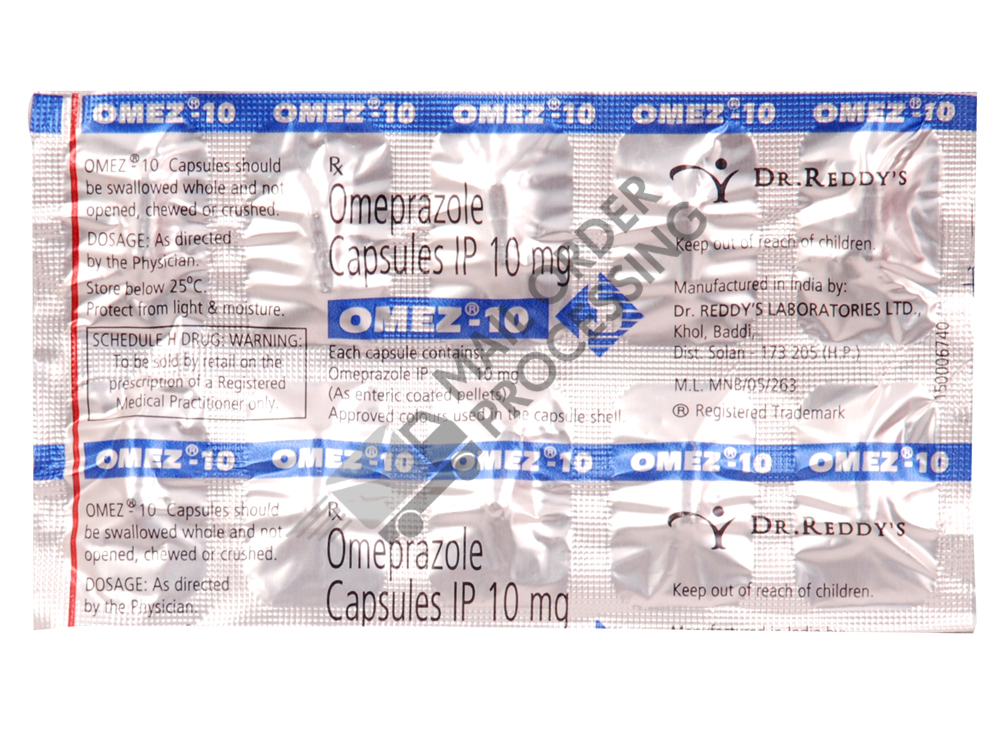 OMEZ®-10 OMEZ®-10 OMEZ®-10 OMEZ®-10 OMEZ®-10
OMEZ®-10 Capsules should
be swallowed whole and not
opened, chewed or crushed.
DOSAGE: As directed
by the Physician.
Store below 25°C.
Protect from light & moisture.
SCHEDULE H DRUG: WARNING:
To be sold by retail on the
prescription of a Registered
Medical Practitioner only.
℞
Omeprazole
Capsules IP 10 mg
OMEZ®-10
Each capsule contains:
Omeprazole IP 10 mg
(As enteric coated pellets)
Approved colours used in the capsule shell.
DR.REDDY'S
Keep out of reach of children.
Manufactured in India by:
Dr. REDDY'S LABORATORIES LTD.,
Khol, Baddi,
Dist. Solan - 173 205 (H.P.)
M.L. MNB/05/263
® Registered Trademark
150006740
MAIL ORDER
PROCESSING
OMEZ®-10 OMEZ®-10 OMEZ®-10 OMEZ®-10 OMEZ®-10
OMEZ®-10 Capsules should
be swallowed whole and not
opened, chewed or crushed.
DOSAGE: As directed
by the Physician.
℞
Omeprazole
Capsules IP 10 mg
DR.REDDY'S
Keep out of reach of children.
Manufactured in India by: